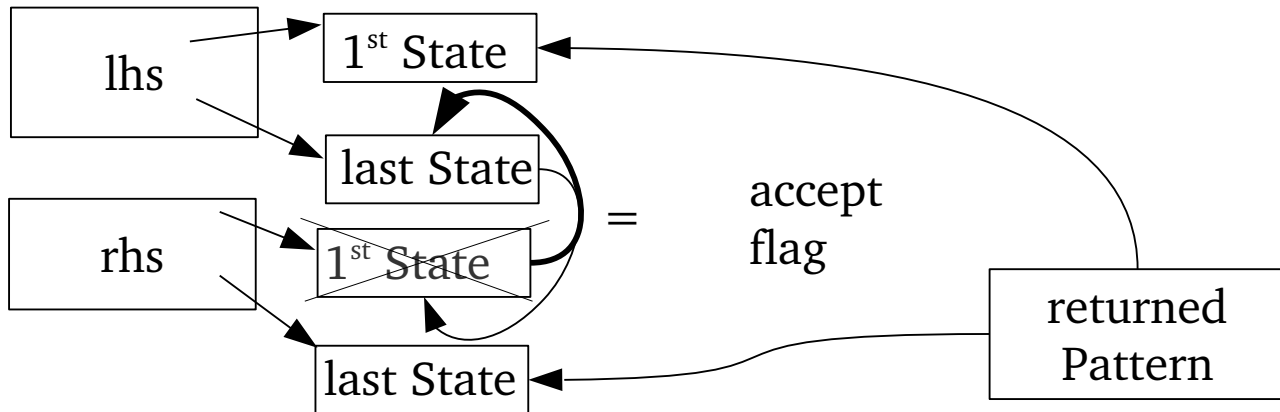 lhs
1st State
last State
rhs
1st State
last State
=
accept
flag
returned
Pattern